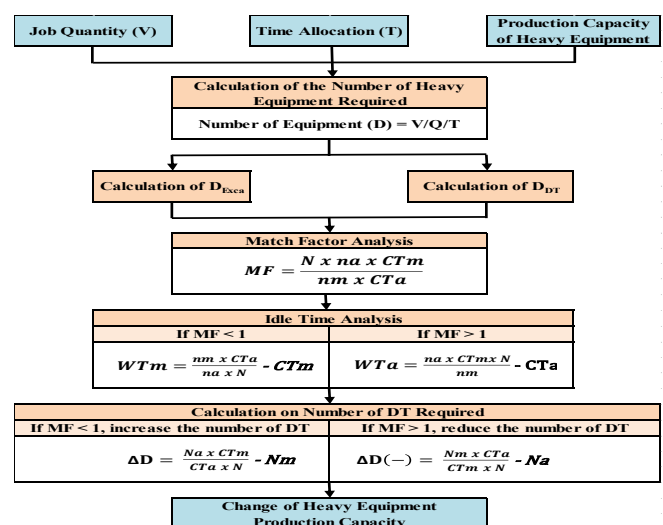 Job Quantity (V)
Time Allocation (T)
Production Capacity
of Heavy Equipment
Calculation of the Number of Heavy
Equipment Required
Number of Equipment (D) = V/Q/T
Calculation of D_Exca
Calculation of D_DT
Match Factor Analysis
MF = (N x na x CTm) / (nm x CTa)
Idle Time Analysis
If MF < 1
If MF > 1
WTm = (nm x CTa) / (na x N) - CTm
WTa = (na x CTmx N) / nm - CTa
Calculation on Number of DT Required
If MF < 1, increase the number of DT
If MF > 1, reduce the number of DT
ΔD = (Na x CTm) / (CTa x N) - Nm
ΔD(−) = (Nm x CTa) / (CTm x N) - Na
Change of Heavy Equipment
Production Capacity